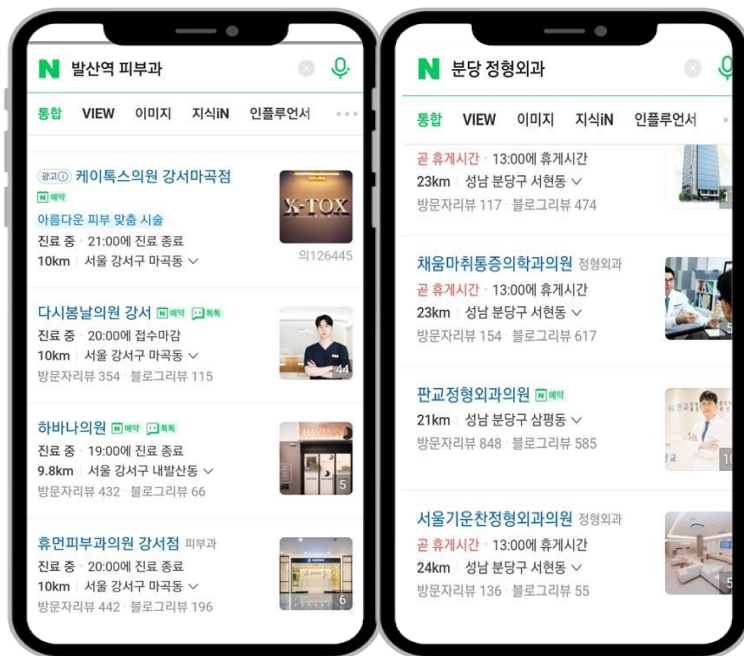 N 발산역 피부과
통합 VIEW 이미지 지식iN 인플루언서
광고 케이톡스의원 강서마곡점
N 예약
아름다운 피부 맞춤 시술
진료 중 · 21:00에 진료 종료
10km 서울 강서구 마곡동
X-TOX
의126445
다시봄날의원 강서 N 예약 톡톡
진료 중 · 20:00에 접수마감
10km 서울 강서구 마곡동
방문자리뷰 354 · 블로그리뷰 115
44
하바나의원 N 예약 톡톡
진료 중 · 19:00에 진료 종료
9.8km 서울 강서구 내발산동
방문자리뷰 432 · 블로그리뷰 66
5
휴먼피부과의원 강서점 피부과
진료 중 · 20:00에 진료 종료
10km 서울 강서구 마곡동
방문자리뷰 442 · 블로그리뷰 196
6
N 분당 정형외과
통합 VIEW 이미지 지식iN 인플루언서
곧 휴게시간 · 13:00에 휴게시간
23km 성남 분당구 서현동
방문자리뷰 117 · 블로그리뷰 474
채움마취통증의학과의원 정형외과
곧 휴게시간 · 13:00에 휴게시간
23km 성남 분당구 서현동
방문자리뷰 154 · 블로그리뷰 617
판교정형외과의원 N 예약
21km 성남 분당구 삼평동
방문자리뷰 848 · 블로그리뷰 585
서울기운찬정형외과의원 정형외과
곧 휴게시간 · 13:00에 휴게시간
24km 성남 분당구 서현동
방문자리뷰 136 · 블로그리뷰 55